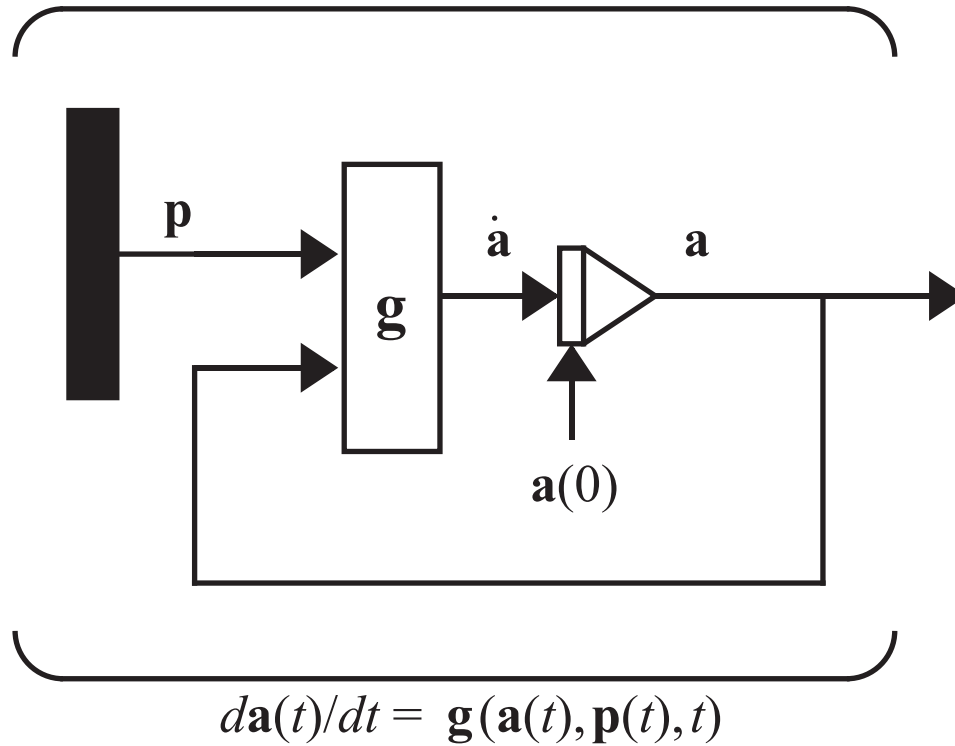 p
ȧ
a
g
a(0)
da(t)/dt = g(a(t),p(t),t)